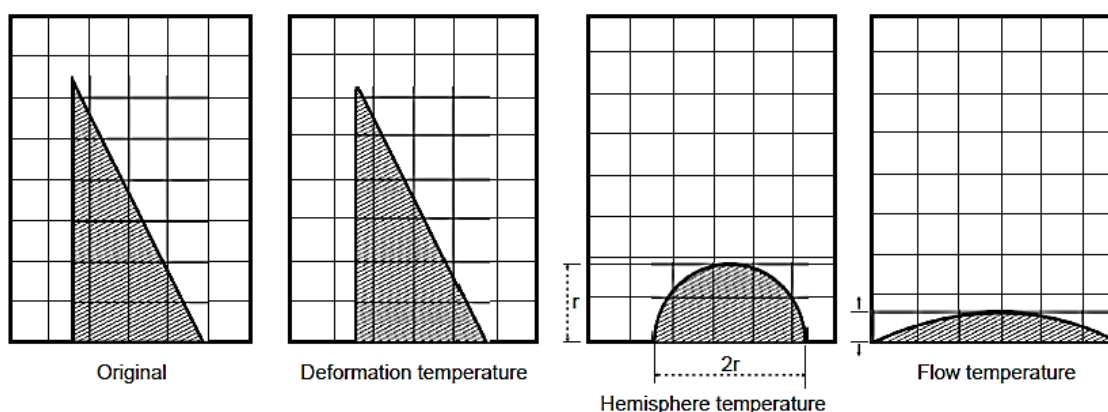 r
2r
Original
Deformation temperature
Hemisphere temperature
Flow temperature